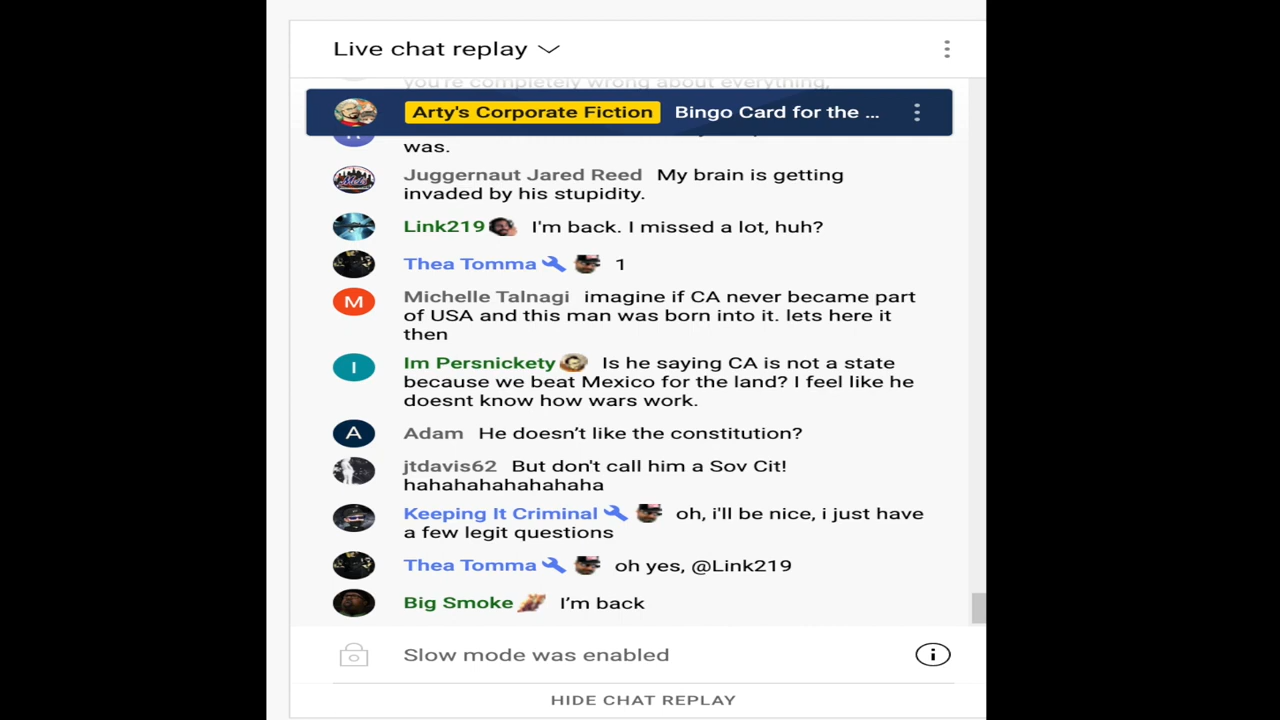 Live chat replay
you're completely wrong about everything,
Arty's Corporate Fiction Bingo Card for the ...
was.
Juggernaut Jared Reed My brain is getting
invaded by his stupidity.
Link219 I'm back. I missed a lot, huh?
Thea Tomma 1
M Michelle Talnagi imagine if CA never became part
of USA and this man was born into it. lets here it
then
I Im Persnickety Is he saying CA is not a state
because we beat Mexico for the land? I feel like he
doesnt know how wars work.
A Adam He doesn’t like the constitution?
jtdavis62 But don't call him a Sov Cit!
hahahahahahahaha
Keeping It Criminal oh, i'll be nice, i just have
a few legit questions
Thea Tomma oh yes, @Link219
Big Smoke I’m back
Slow mode was enabled
HIDE CHAT REPLAY